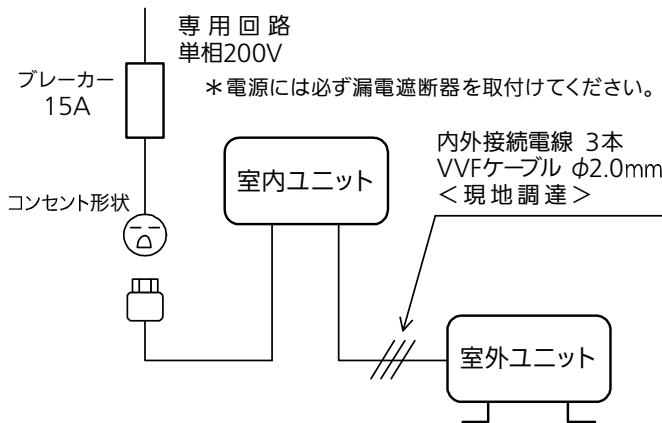 専用回路
単相200V
＊電源には必ず漏電遮断器を取付けてください。
ブレーカー
15A
内外接続電線 3本
VVFケーブル φ2.0mm
＜現地調達＞
室内ユニット
コンセント形状
室外ユニット